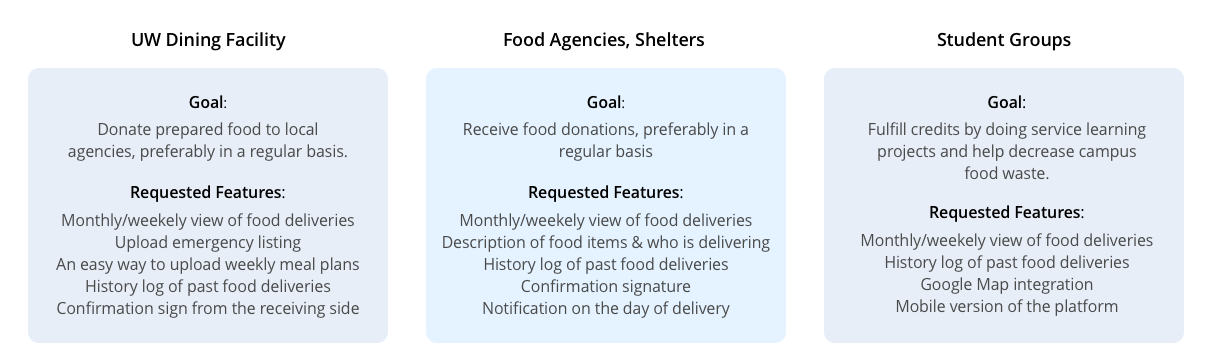 UW Dining Facility
Goal:
Donate prepared food to local
agencies, preferably in a regular basis.
Requested Features:
Monthly/weekely view of food deliveries
Upload emergency listing
An easy way to upload weekly meal plans
History log of past food deliveries
Confirmation sign from the receiving side
Food Agencies, Shelters
Goal:
Receive food donations, preferably in a
regular basis
Requested Features:
Monthly/weekely view of food deliveries
Description of food items & who is delivering
History log of past food deliveries
Confirmation signature
Notification on the day of delivery
Student Groups
Goal:
Fulfill credits by doing service learning
projects and help decrease campus
food waste.
Requested Features:
Monthly/weekely view of food deliveries
History log of past food deliveries
Google Map integration
Mobile version of the platform